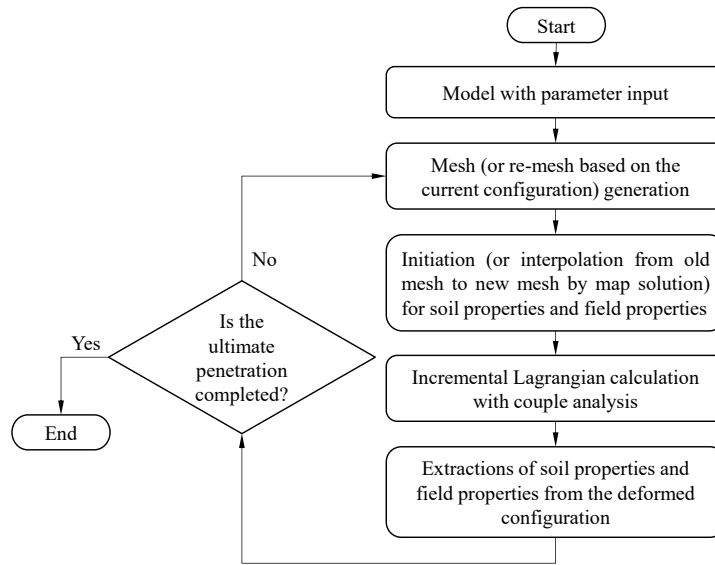 Start
Model with parameter input
Mesh (or re-mesh based on the
current configuration) generation
Initiation (or interpolation from old
mesh to new mesh by map solution)
for soil properties and field properties
Incremental Lagrangian calculation
with couple analysis
Extractions of soil properties and
field properties from the deformed
configuration
Is the
ultimate
penetration
completed?
No
Yes
End